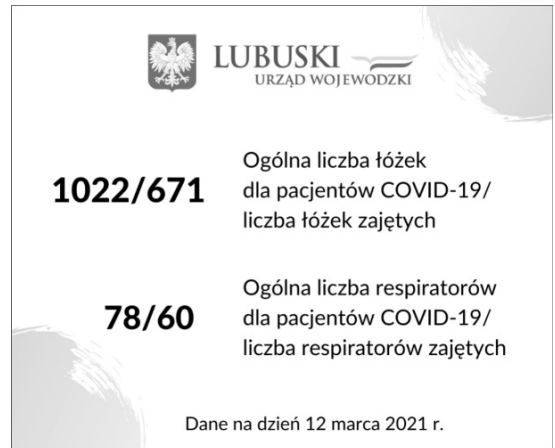 LUBUSKI
URZĄD WOJEWÓDZKI
1022/671
Ogólna liczba łóżek
dla pacjentów COVID-19/
liczba łóżek zajętych
78/60
Ogólna liczba respiratorów
dla pacjentów COVID-19/
liczba respiratorów zajętych
Dane na dzień 12 marca 2021 r.